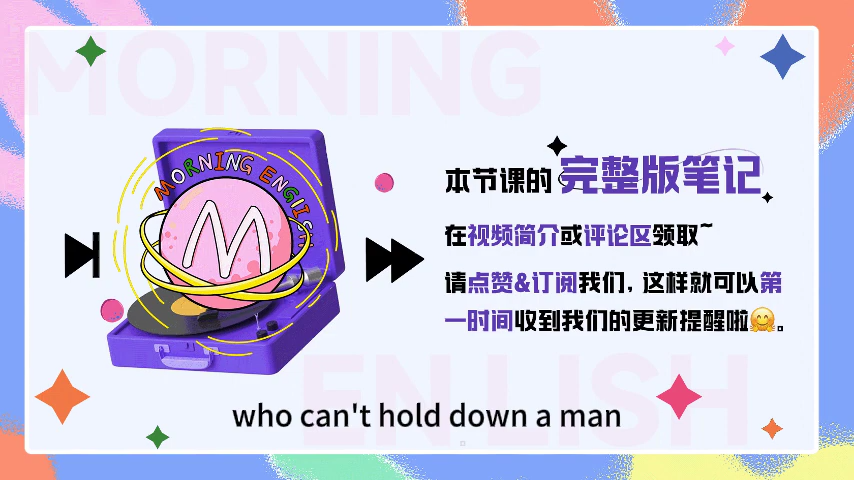 MORNING
MORNING ENGlISH
M
本节课的 完整版笔记
在视频简介或评论区领取~
请点赞&订阅我们, 这样就可以第
一时间收到我们的更新提醒啦🤗。
EN LISH
who can't hold down a man